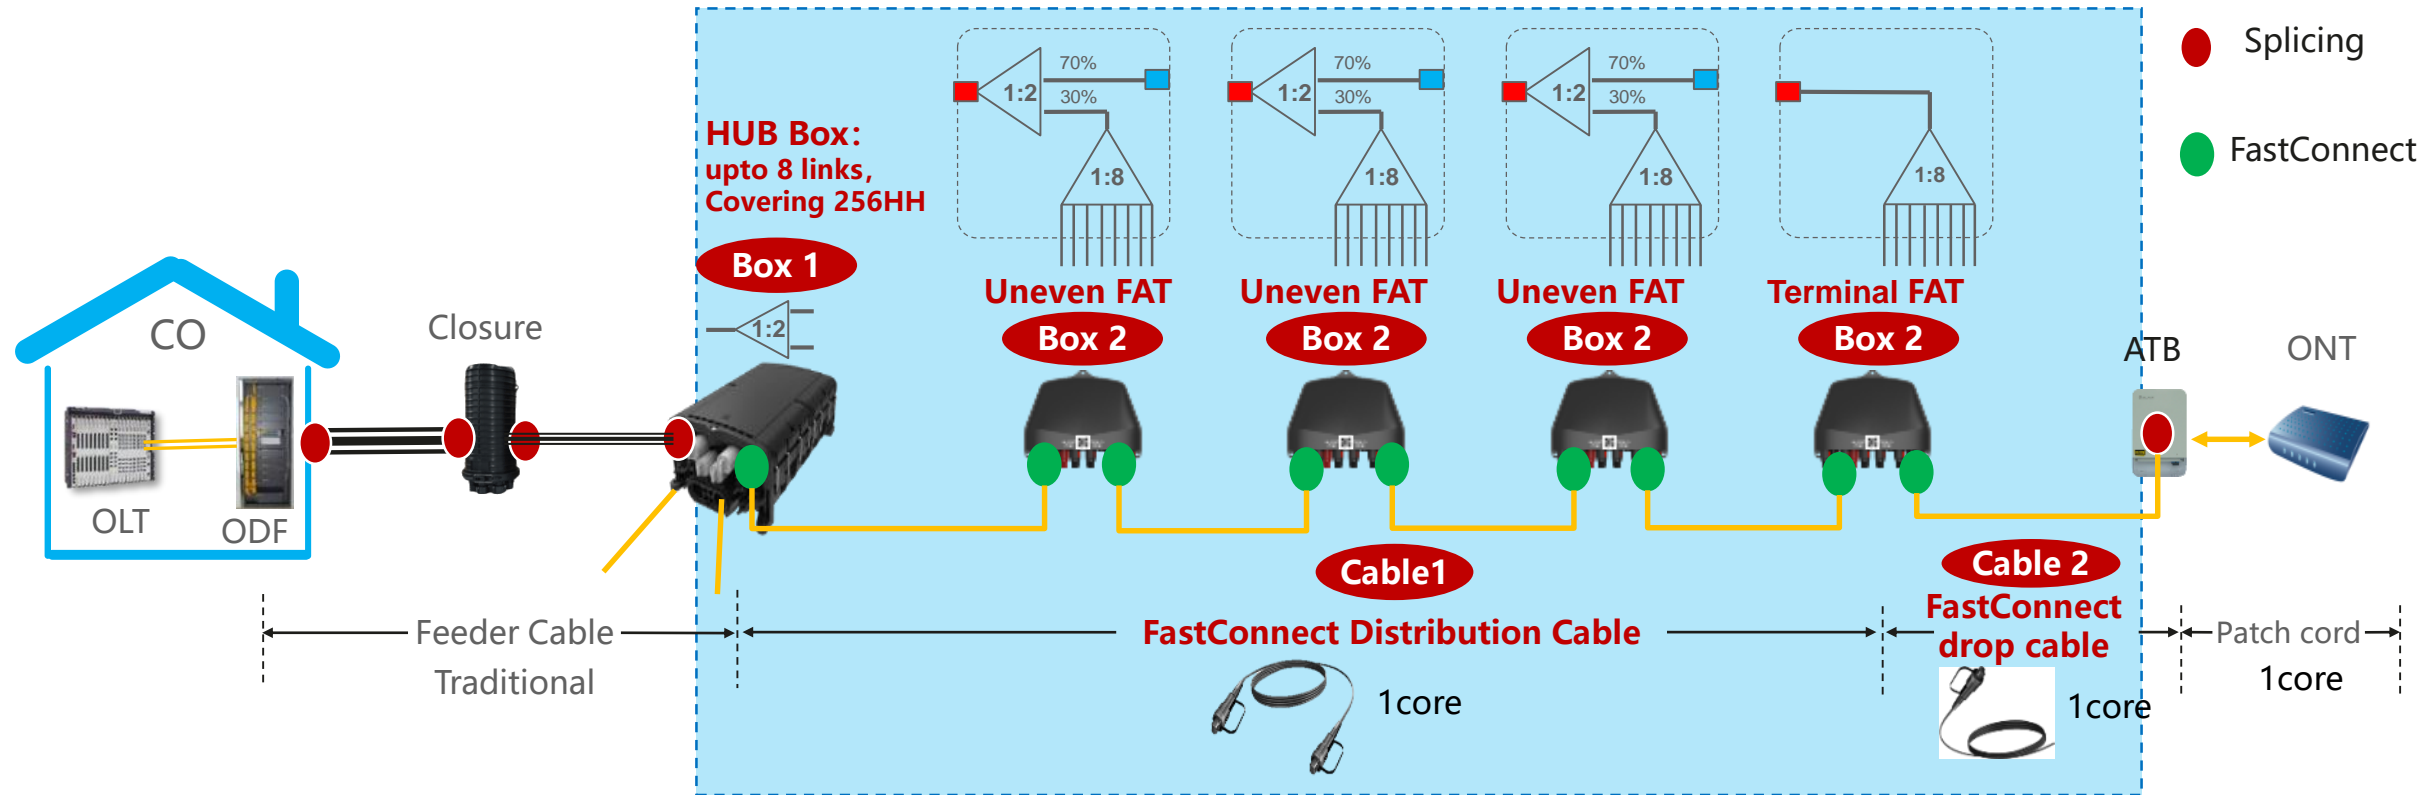 Splicing
FastConnect
HUB Box:
upto 8 links,
Covering 256HH
Box 1
1:2
70%
1:2
30%
1:8
Uneven FAT
Box 2
70%
1:2
30%
1:8
Uneven FAT
Box 2
70%
1:2
30%
1:8
Uneven FAT
Box 2
1:8
Terminal FAT
Box 2
CO
OLT
ODF
Closure
ATB
ONT
Cable1
Cable 2
Feeder Cable
Traditional
FastConnect Distribution Cable
1core
FastConnect
drop cable
1core
Patch cord
1core